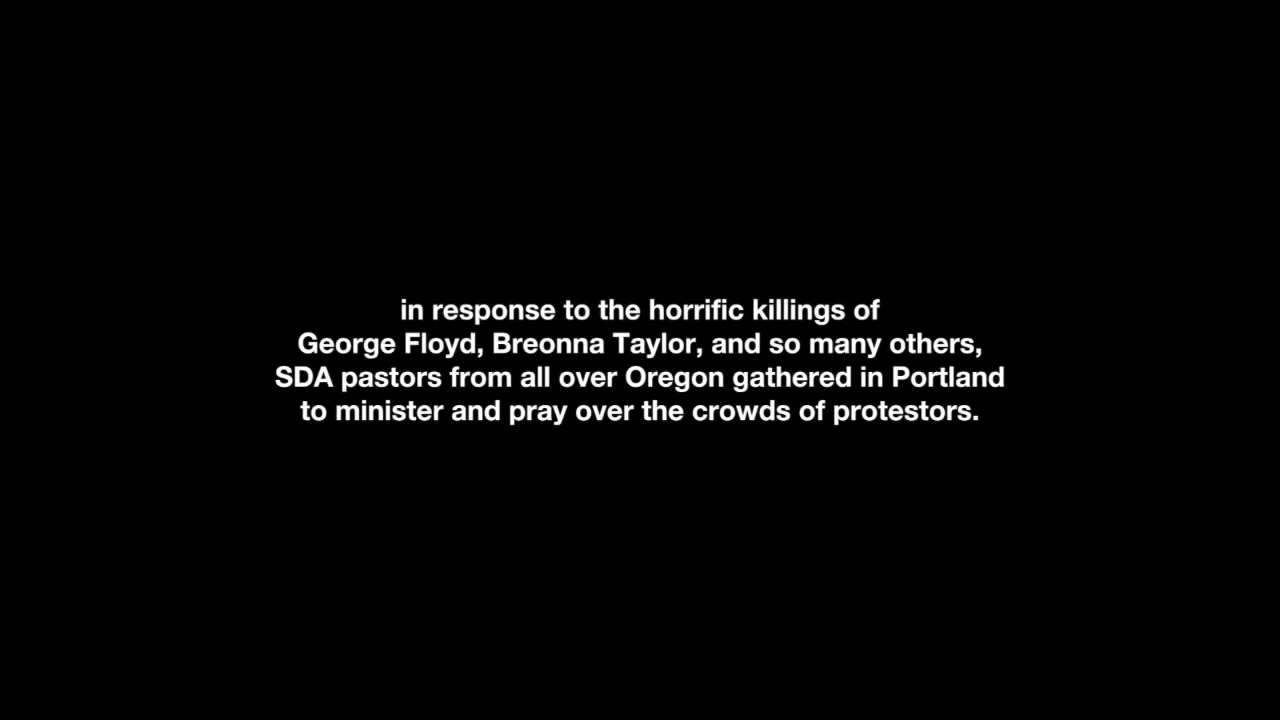 in response to the horrific killings of
George Floyd, Breonna Taylor, and so many others,
SDA pastors from all over Oregon gathered in Portland
to minister and pray over the crowds of protestors.